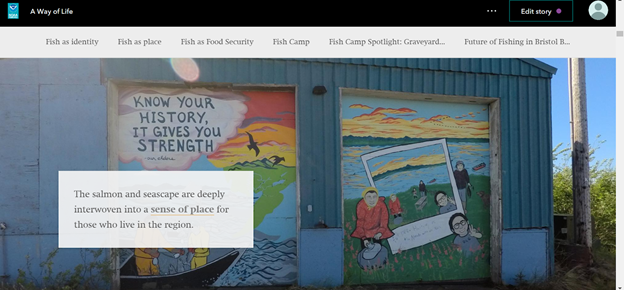 A Way of Life
Edit story
Fish as identity
Fish as place
Fish as Food Security
Fish Camp
Fish Camp Spotlight: Graveyard...
Future of Fishing in Bristol B...
KNOW YOUR
HISTORY,
IT GIVES YOU
STRENGTH
The salmon and seascape are deeply
interwoven into a sense of place for
those who live in the region.